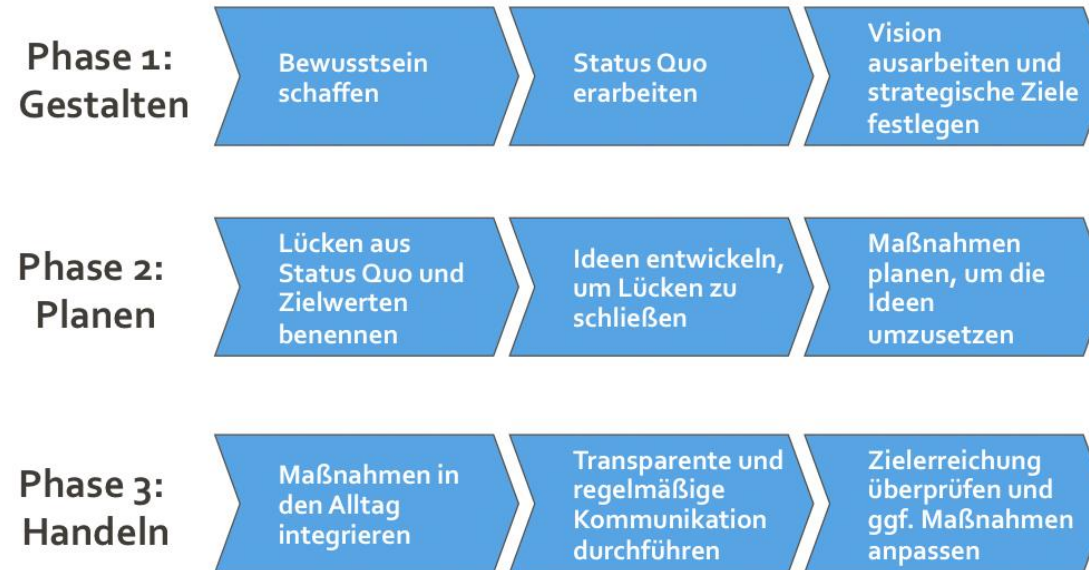 Phase 1:
Gestalten
Bewusstsein
schaffen
Status Quo
erarbeiten
Vision
ausarbeiten und
strategische Ziele
festlegen
Phase 2:
Planen
Lücken aus
Status Quo und
Zielwerten
benennen
Ideen entwickeln,
um Lücken zu
schließen
Maßnahmen
planen, um die
Ideen
umzusetzen
Phase 3:
Handeln
Maßnahmen in
den Alltag
integrieren
Transparente und
regelmäßige
Kommunikation
durchführen
Zielerreichung
überprüfen und
ggf. Maßnahmen
anpassen